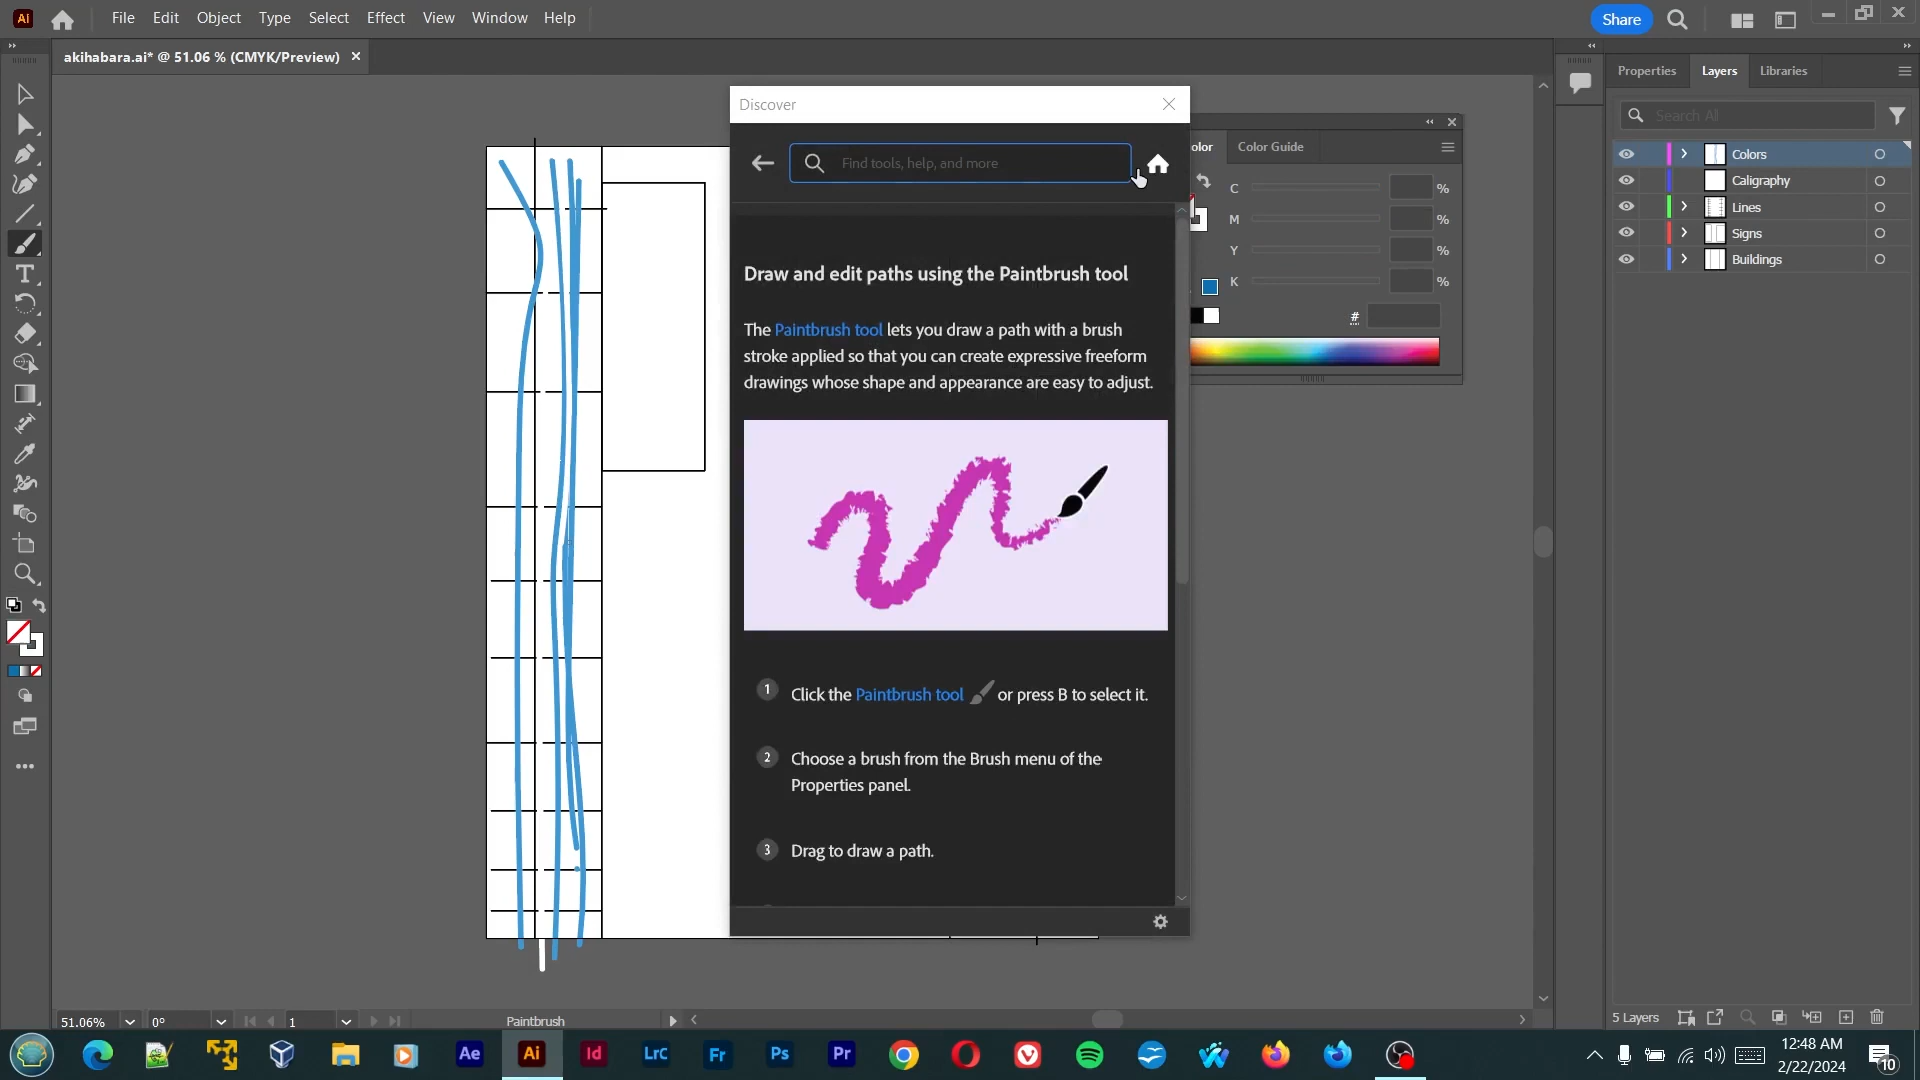 Ai File Edit Object Type Select Effect View Window Help Share
akihabara.ai* @ 51.06 % (CMYK/Preview)
Discover
Find tools, help, and more
Draw and edit paths using the Paintbrush tool
The Paintbrush tool lets you draw a path with a brush
stroke applied so that you can create expressive freeform
drawings whose shape and appearance are easy to adjust.
1 Click the Paintbrush tool or press B to select it.
2 Choose a brush from the Brush menu of the
Properties panel.
3 Drag to draw a path.
olor Color Guide
C %
M %
Y %
K %
#
Properties Layers Libraries
Search All
Colors
Caligraphy
Lines
Signs
Buildings
5 Layers
51.06% 0° 1 Paintbrush
Ae Ai Id LrC Fr Ps Pr
12:48 AM
2/22/2024
10